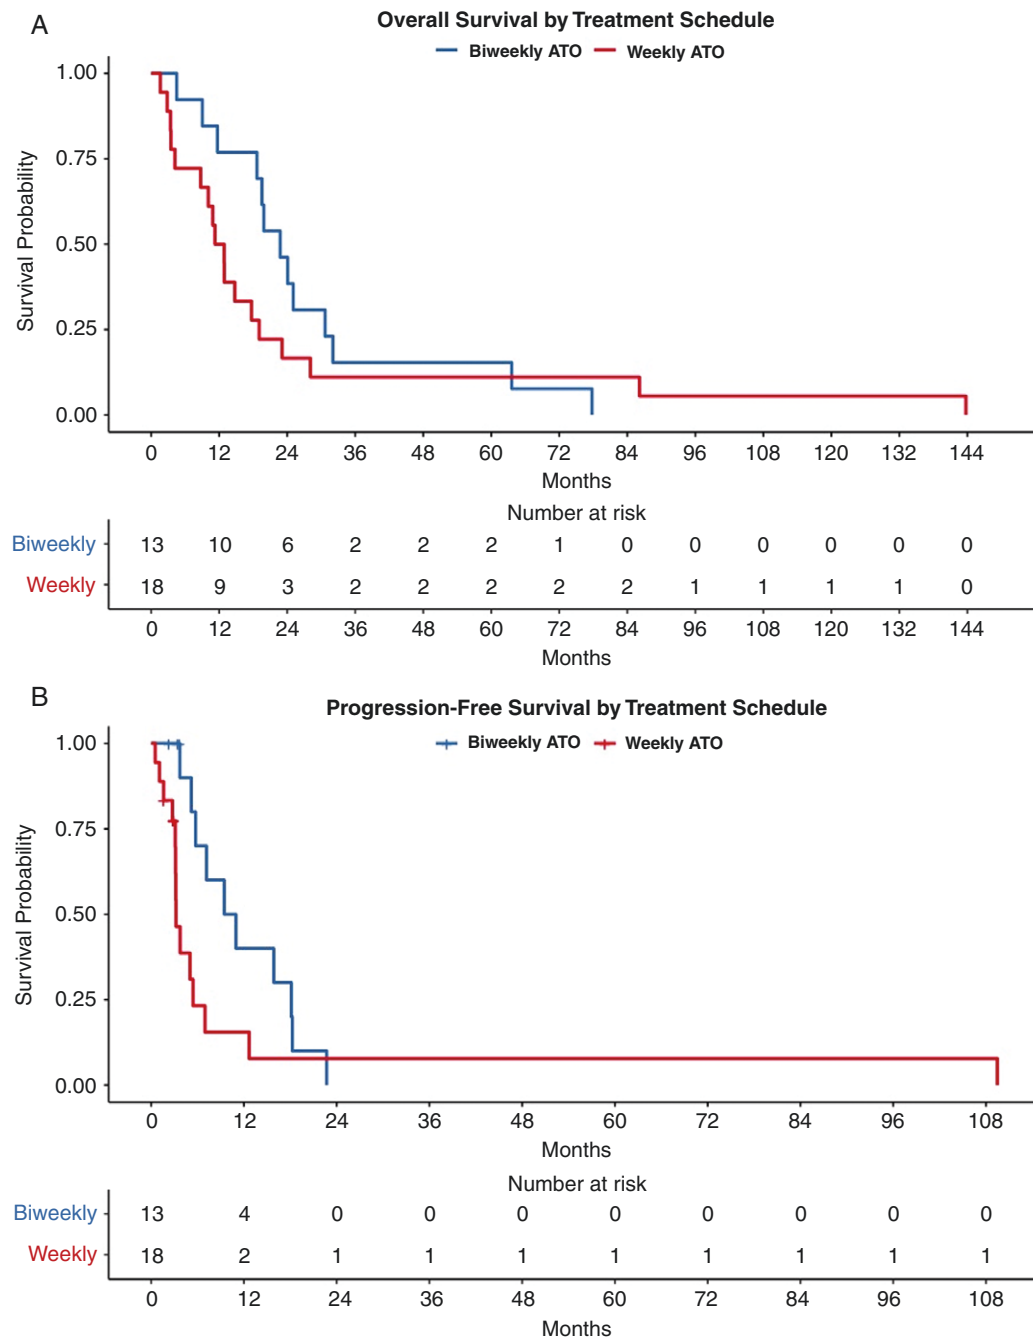 A
Overall Survival by Treatment Schedule
Biweekly ATO Weekly ATO
Survival Probability
1.00
0.75
0.50
0.25
0.00
0 12 24 36 48 60 72 84 96 108 120 132 144
Months
Number at risk
Biweekly 13 10 6 2 2 2 1 0 0 0 0 0 0
Weekly 18 9 3 2 2 2 2 2 1 1 1 1 0
0 12 24 36 48 60 72 84 96 108 120 132 144
Months
B
Progression-Free Survival by Treatment Schedule
Biweekly ATO Weekly ATO
Survival Probability
1.00
0.75
0.50
0.25
0.00
0 12 24 36 48 60 72 84 96 108
Months
Number at risk
Biweekly 13 4 0 0 0 0 0 0 0 0
Weekly 18 2 1 1 1 1 1 1 1 1
0 12 24 36 48 60 72 84 96 108
Months